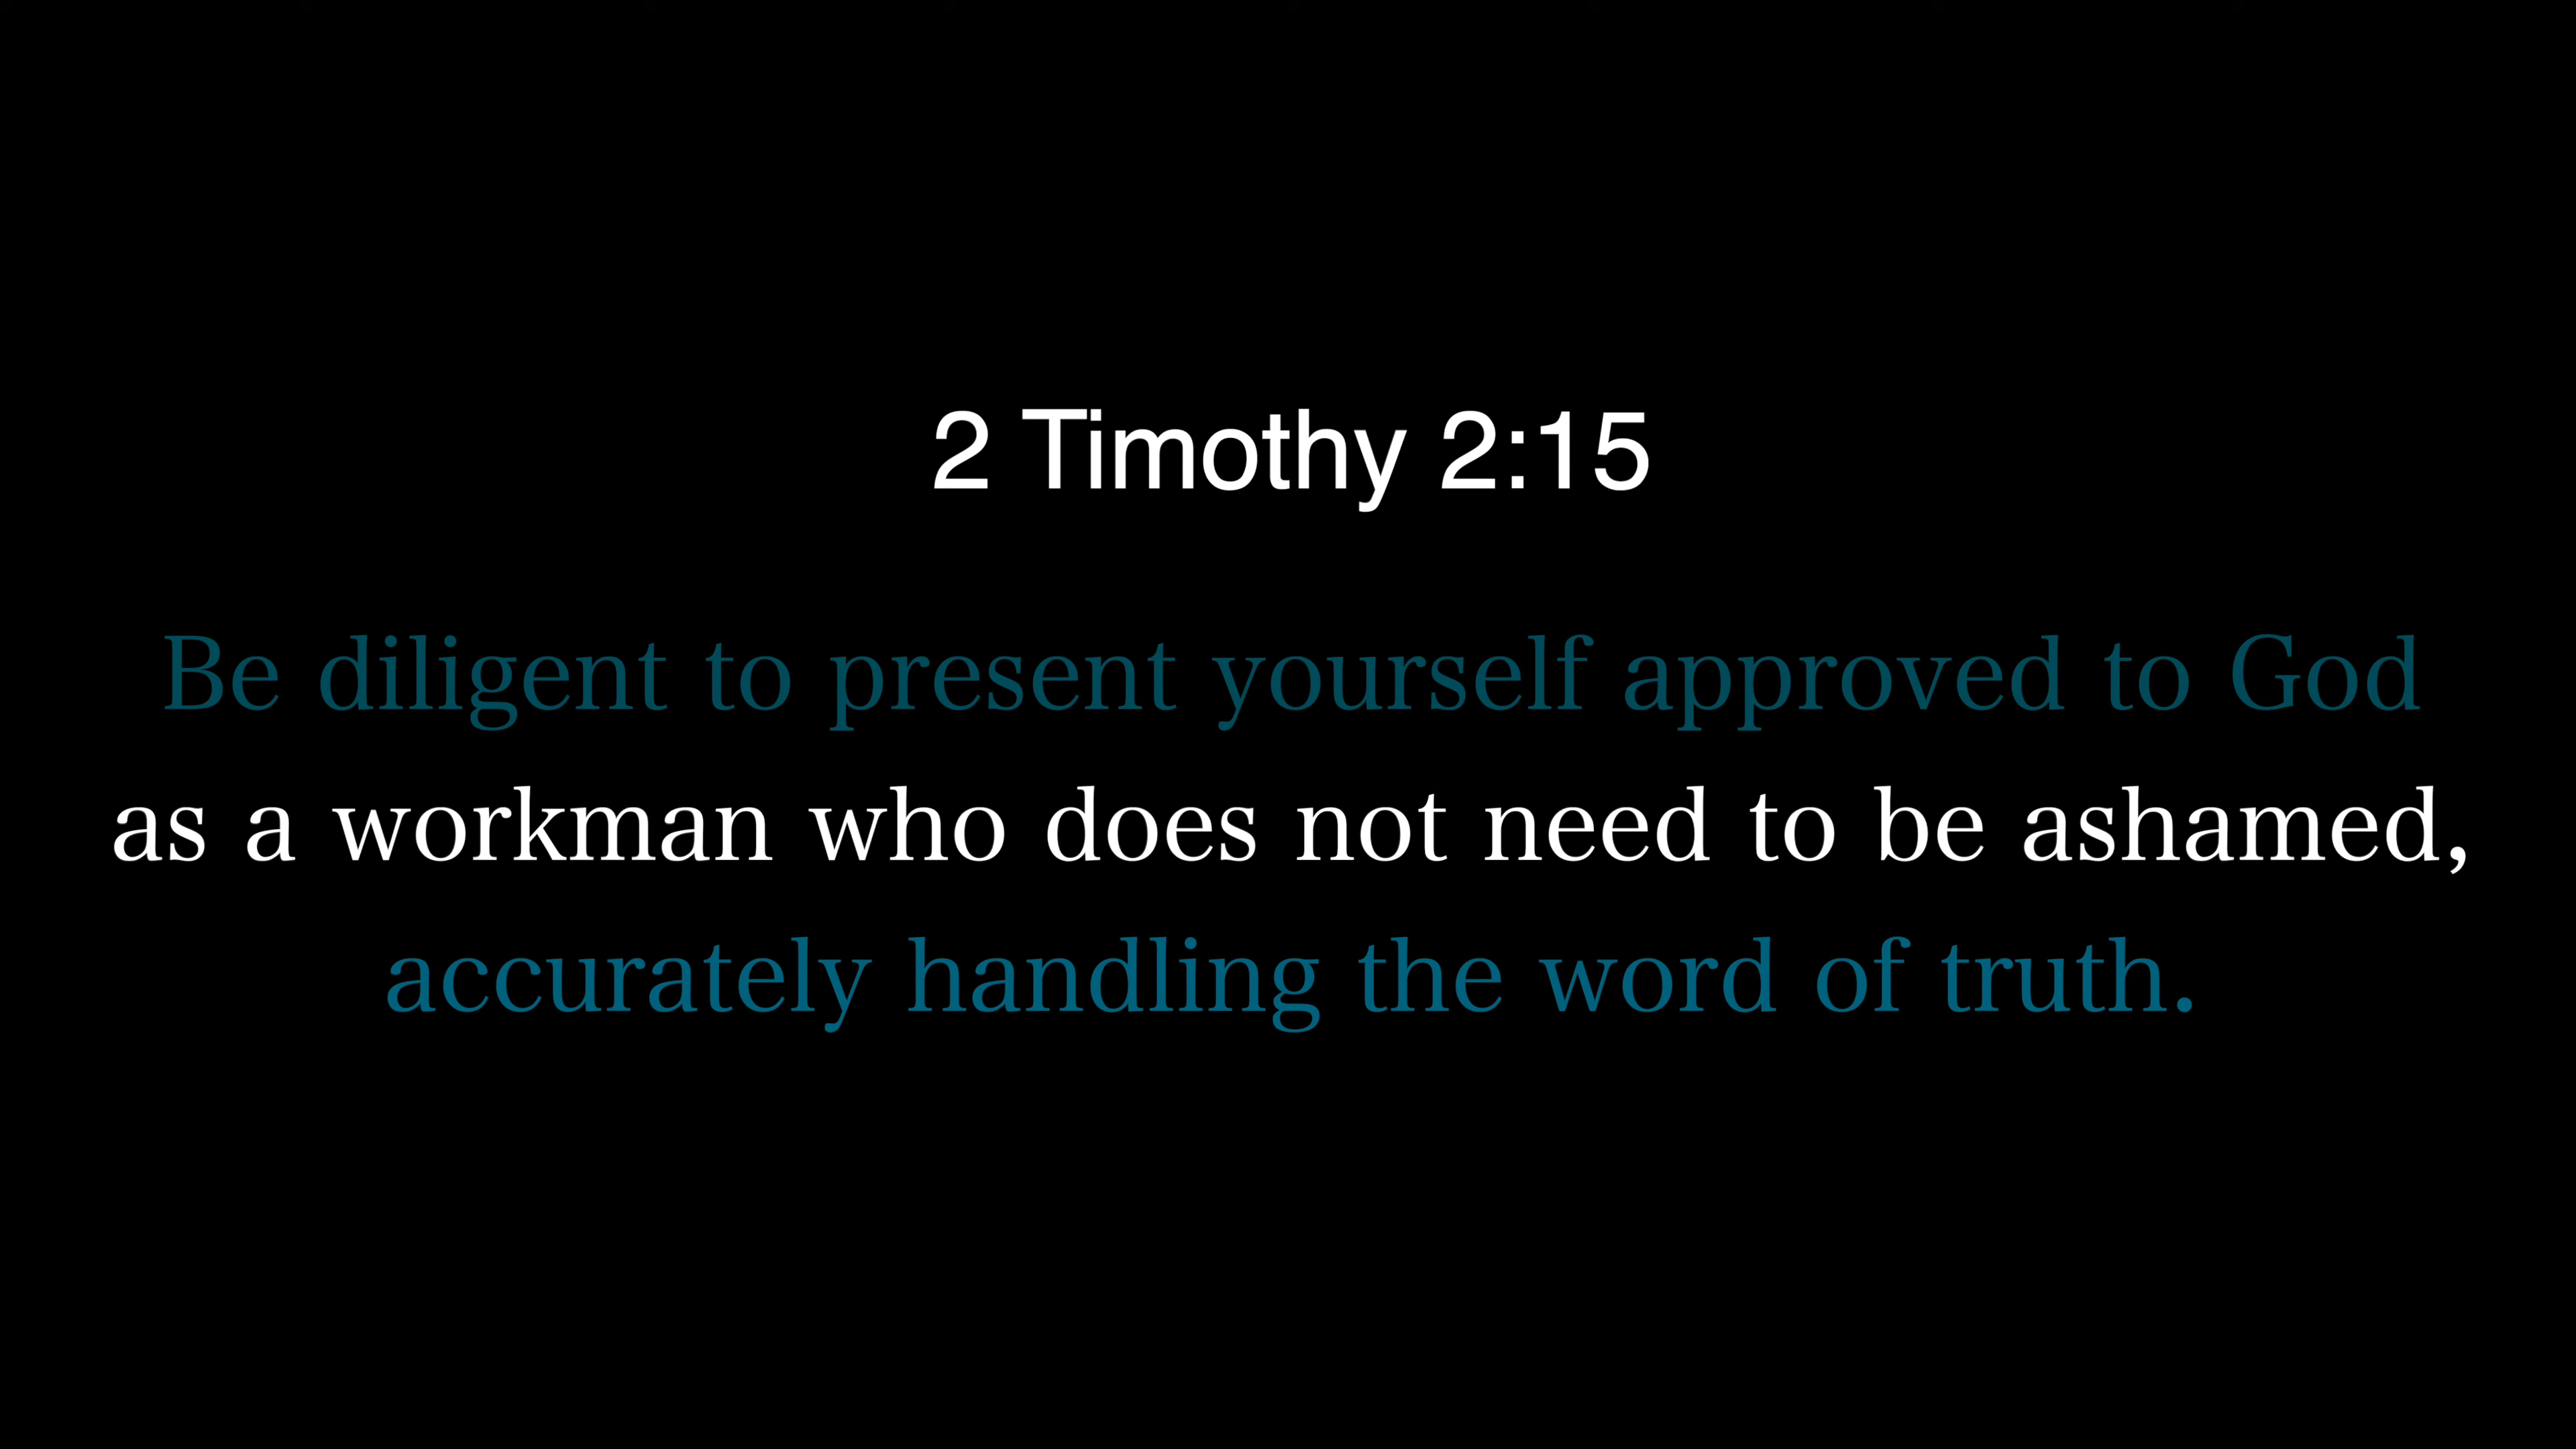 2 Timothy 2:15
Be diligent to present yourself approved to God
as a workman who does not need to be ashamed,
accurately handling the word of truth.